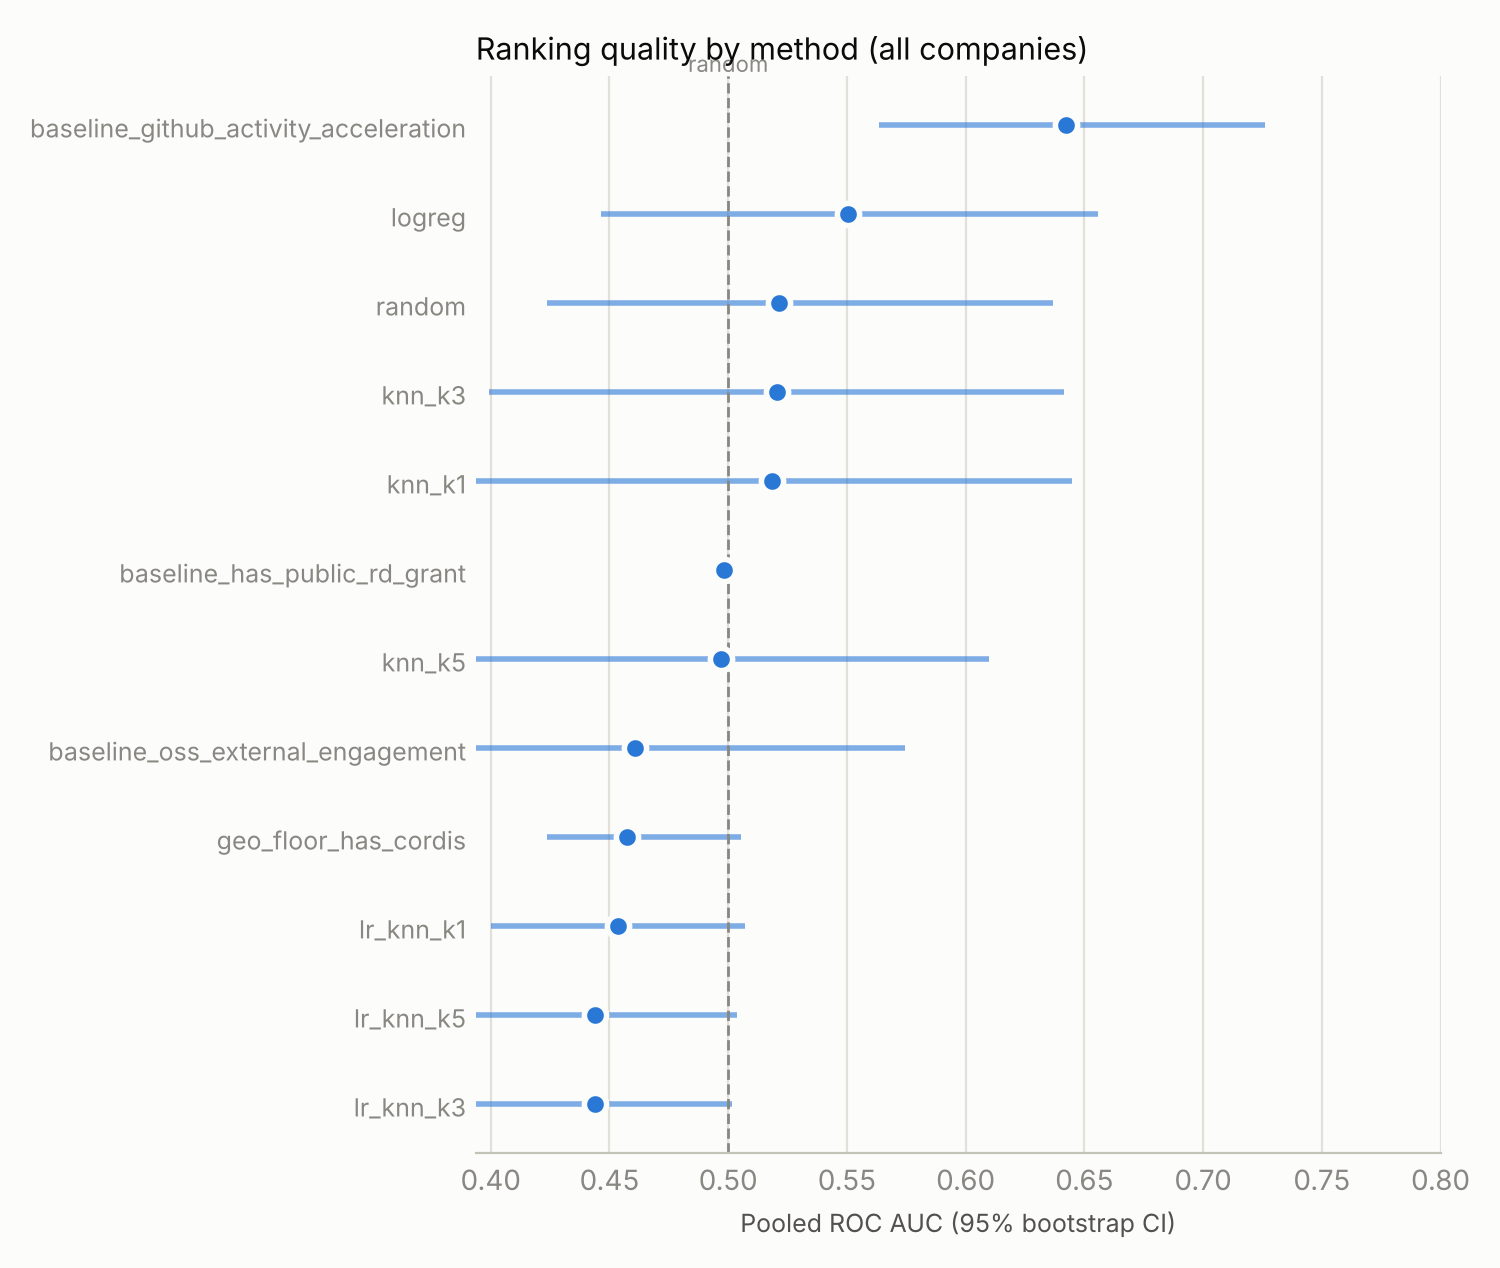 Ranking quality by method (all companies)
random
baseline_github_activity_acceleration
logreg
random
knn_k3
knn_k1
baseline_has_public_rd_grant
knn_k5
baseline_oss_external_engagement
geo_floor_has_cordis
lr_knn_k1
lr_knn_k5
lr_knn_k3
0.40 0.45 0.50 0.55 0.60 0.65 0.70 0.75 0.80
Pooled ROC AUC (95% bootstrap CI)